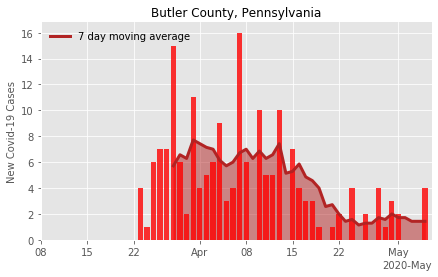 Butler County, Pennsylvania
7 day moving average
New Covid-19 Cases
16
14
12
10
8
6
4
2
0
08 15 22 Apr 08 15 22 May
2020-May